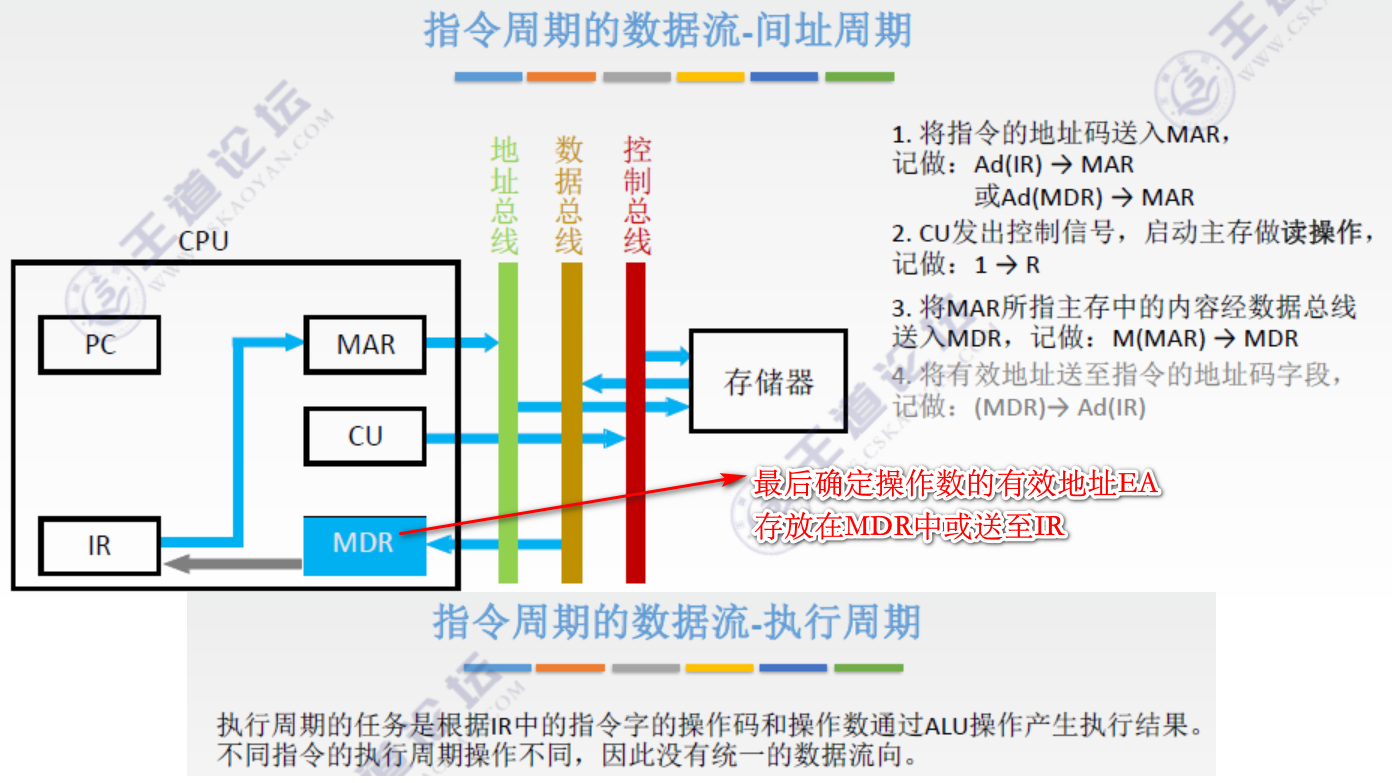 指令周期的数据流-间址周期
1. 将指令的地址码送入MAR，
记做：Ad(IR) → MAR
或Ad(MDR) → MAR
2. CU发出控制信号，启动主存做读操作，
记做：1 → R
3. 将MAR所指主存中的内容经数据总线
送入MDR，记做：M(MAR) → MDR
4. 将有效地址送至指令的地址码字段，
记做：(MDR)→ Ad(IR)
地址总线
数据总线
控制总线
CPU
PC
MAR
CU
IR
MDR
存储器
最后确定操作数的有效地址EA
存放在MDR中或送至IR
指令周期的数据流-执行周期
执行周期的任务是根据IR中的指令字的操作码和操作数通过ALU操作产生执行结果。
不同指令的执行周期操作不同，因此没有统一的数据流向。
王道论坛
WWW.CSKAOYAN.COM